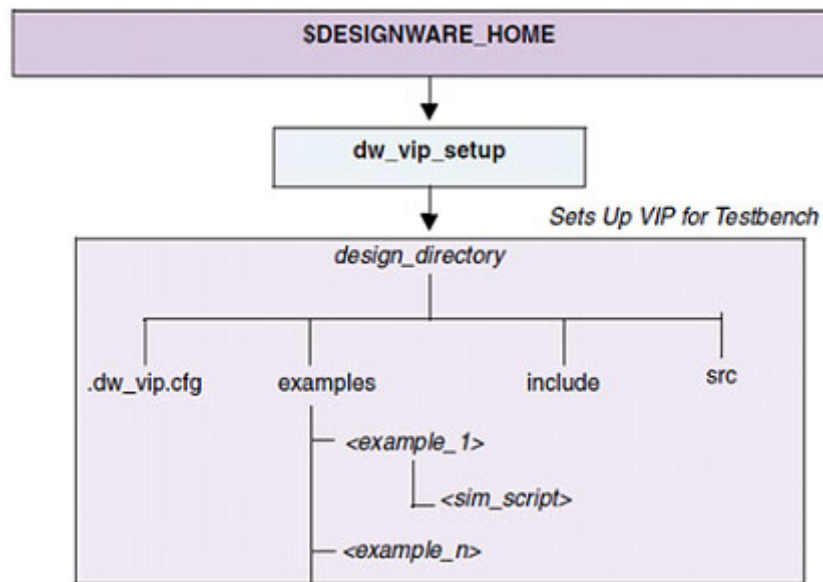 $DESIGNWARE_HOME
dw_vip_setup
Sets Up VIP for Testbench
design_directory
.dw_vip.cfg examples include src
<example_1>
<sim_script>
<example_n>